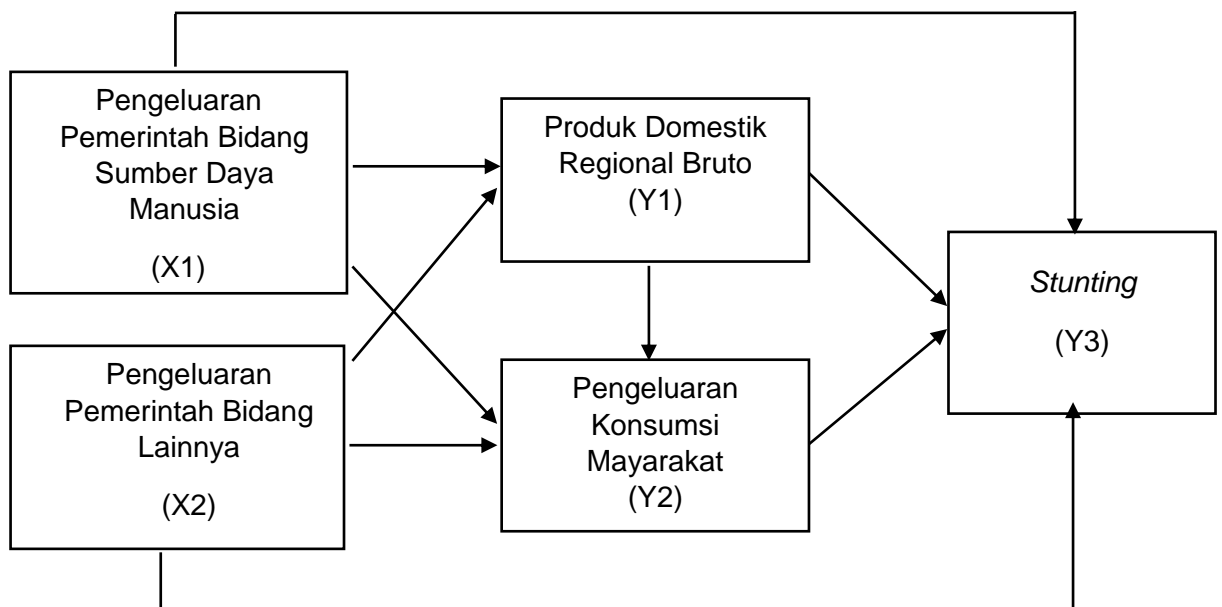 Pengeluaran
Pemerintah Bidang
Sumber Daya
Manusia
(X1)
Produk Domestik
Regional Bruto
(Y1)
Stunting
(Y3)
Pengeluaran
Pemerintah Bidang
Lainnya
(X2)
Pengeluaran
Konsumsi
Mayarakat
(Y2)